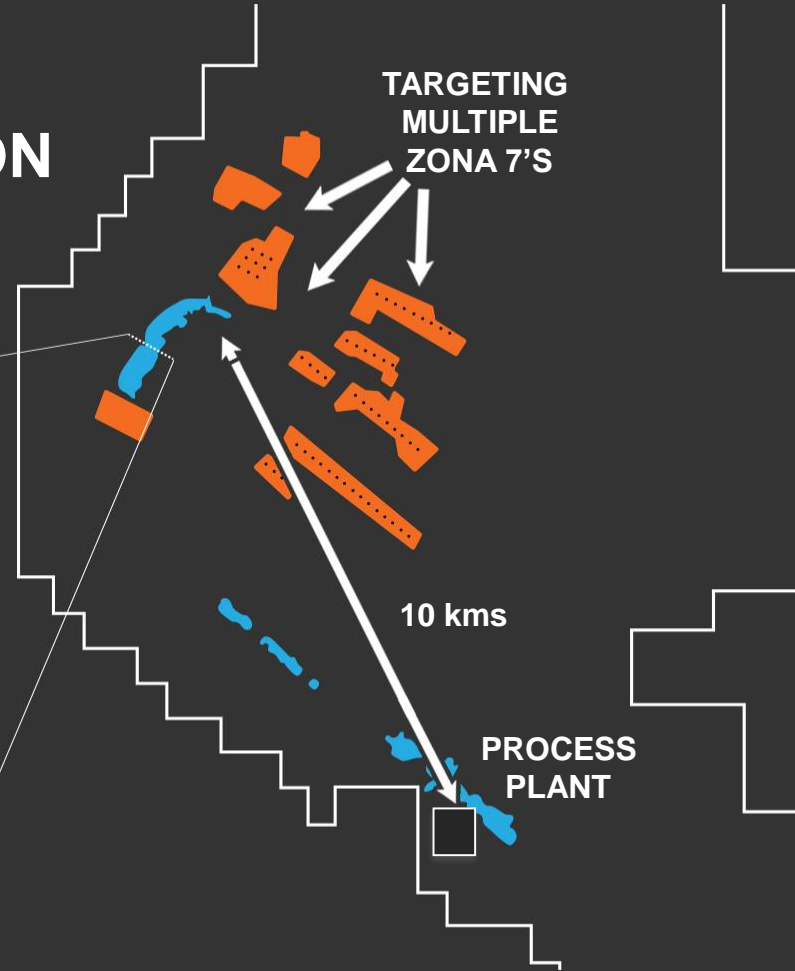 ON
TARGETING
MULTIPLE
ZONA 7'S
10 kms
PROCESS
PLANT